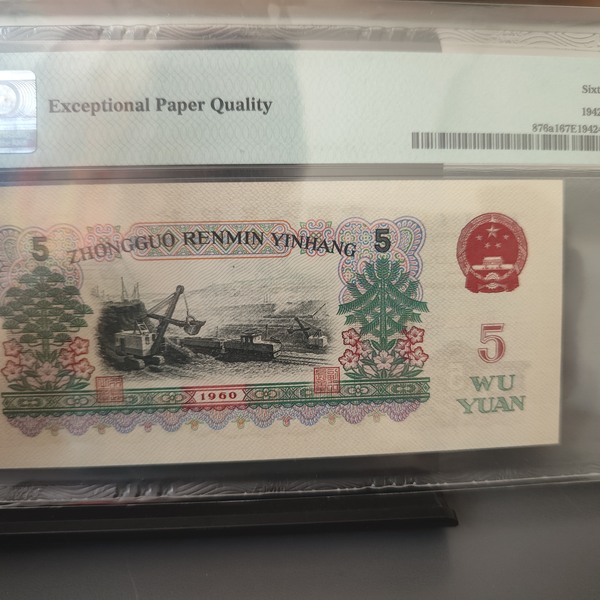 Exceptional Paper Quality
Sixt
1942
876a167E1942
5
ZHONGGUO RENMIN YINHANG
5
1960
5
WU
YUAN